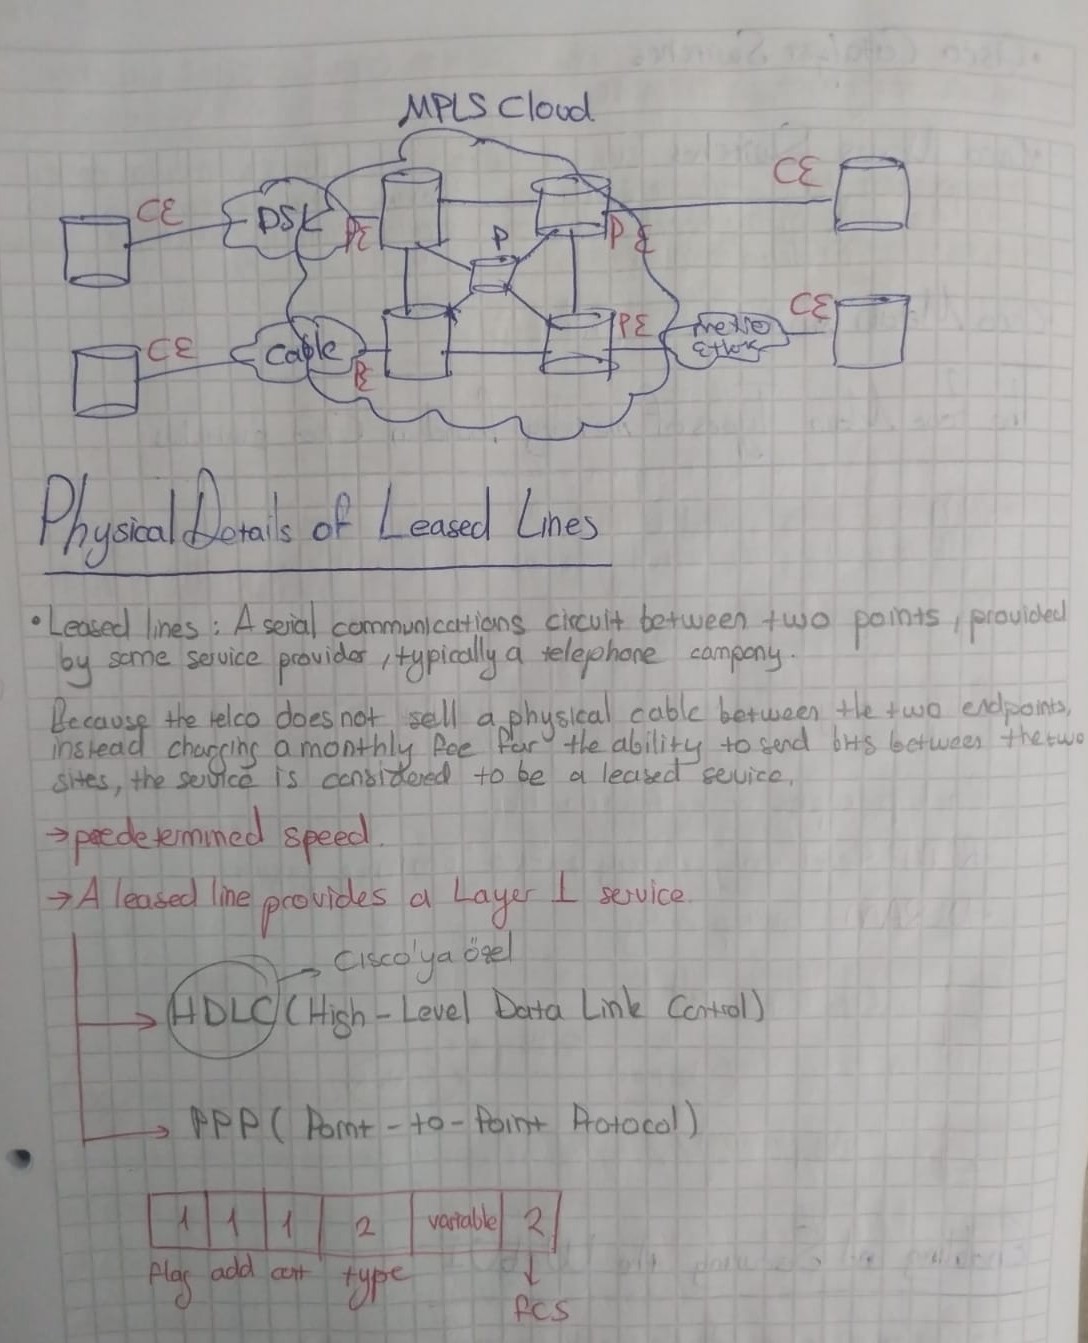 MPLS Cloud
CE
CE
DSL
PE
P
PE
CE
Cable
PE
PE
CE
Physical Details of Leased Lines
• Leased lines : A serial communications circuit between two points, provided
by some service provider, typically a telephone company.
Because the telco does not sell a physical cable between the two endpoints,
instead charging a monthly fee for the ability to send bits between the two
sites, the service is considered to be a leased service.
→ predetermined speed.
→ A leased line provides a Layer 1 service.
→ Cisco'ya özel
→ HDLC (High-Level Data Link Control)
→ PPP ( Point-to-Point Protocol)
1 1 1 2 variable 2
flag add cont type
↓
FCS